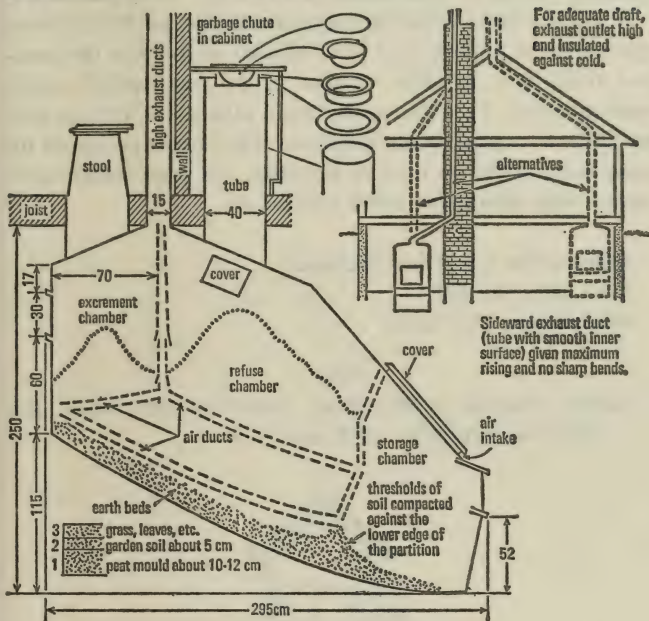 garbage chute
in cabinet
high exhaust ducts
wall
For adequate draft,
exhaust outlet high
and insulated
against cold.
stool
tube
alternatives
joist
15
40
17
70
cover
30
excrement
chamber
Sideward exhaust duct
(tube with smooth inner
surface) given maximum
rising and no sharp bends.
cover
refuse
chamber
60
250
air
intake
storage
chamber
air ducts
115
earth beds
thresholds of
soil compacted
against the
lower edge of
the partition
3 grass, leaves, etc.
2 garden soil about 5 cm
1 peat mould about 10-12 cm
52
295cm